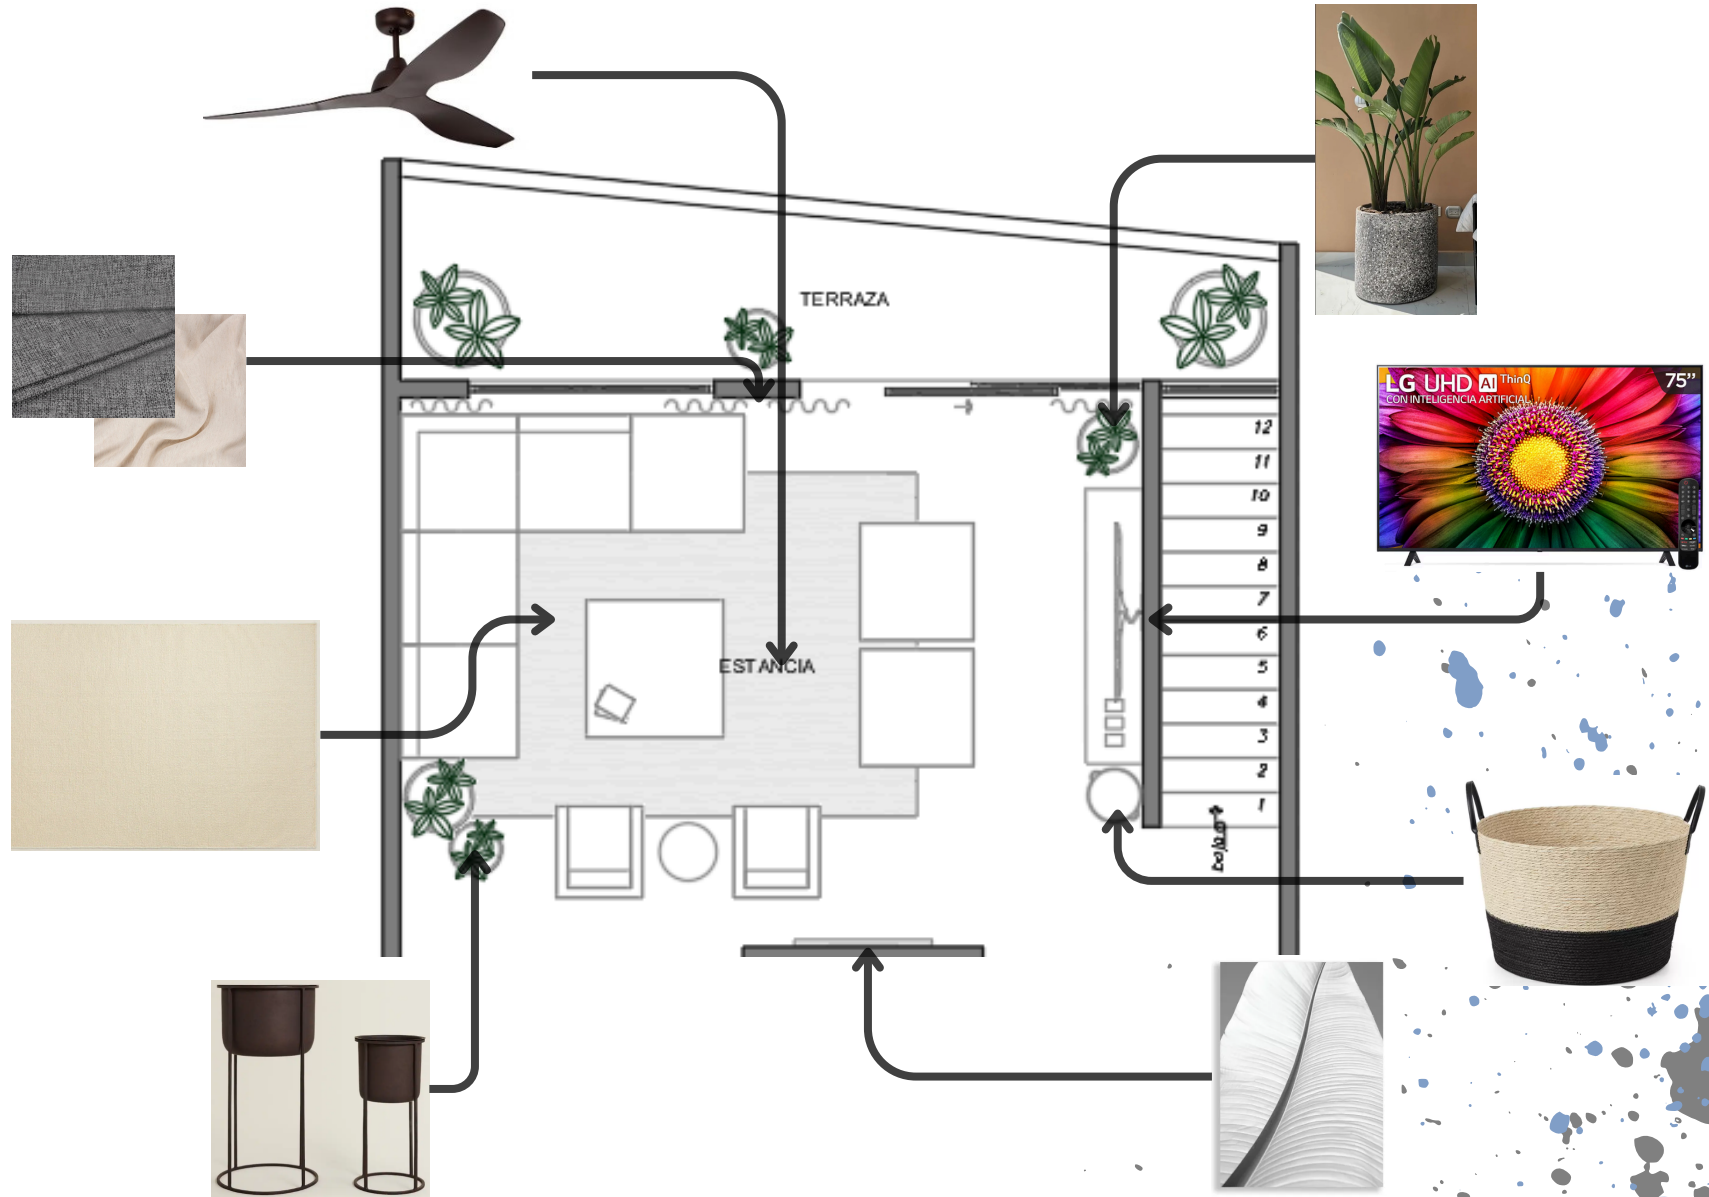 TERRAZA
LG UHD AI ThinQ
75”
CON INTELIGENCIA ARTIFICIAL
12
11
10
9
8
7
6
5
4
3
2
1
ESTANCIA
bajar